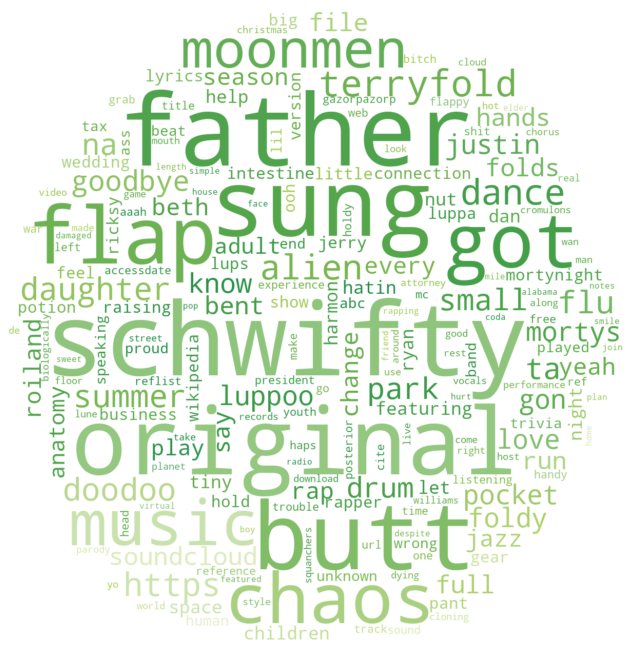 big
file
christmas
moonmen
bitch
cloud
lyrics
season
terryfold
grab
help
version
gazorpazorp
flappy
hot
elder
title
web
father
hands
tax
beat
ass
lil
shit
chorus
na
mouth
look
justin
wedding
length
simple
intestine
little
connection
folds
real
goodbye
video
game
house
face
sung
nut
dance
got
war
made
aaah
ricksy
beth
ooh
holdy
luppa
dan
cromulons
damaged
left
flap
lups
adult
end
jerry
wan
man
feel
accessdate
alien
every
mortynight
daughter
know
experience
attorney
mile
alabama
notes
potion
raising
bent
show
harmon
abc
hatin
mc
small
along
flu
de
pop
rapping
coda
free
smile
roiland
biologically
speaking
proud
street
schwifty
good
band
played
mortys
join
sweet
reflist
wikipedia
make
friend
around
ryan
rest
vocals
performance
ref
ta
yeah
floor
summer
president
change
use
park
hurt
plan
anatomy
lune
business
luppoo
go
youth
featuring
gon
night
trivia
records
say
play
take
haps
original
posterior
cite
live
come
right
host
love
run
home
planet
radio
download
listening
handy
doodoo
tiny
rap
drum
let
pocket
virtual
hold
trouble
rapper
williams
time
foldy
music
head
boy
squanchers
butt
despite
url
wrong
one
jazz
parody
soundcloud
reference
unknown
dying
gear
yo
https
featured
chaos
pant
full
cloning
world
space
style
human
children
track
sound